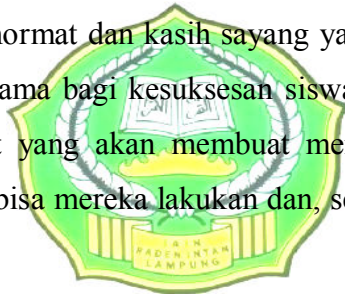 hormat dan kasih sayang ya
ama bagi kesuksesan siswa
t yang akan membuat me
bisa mereka lakukan dan, se
IAIN
RADEN INTAN
LAMPUNG